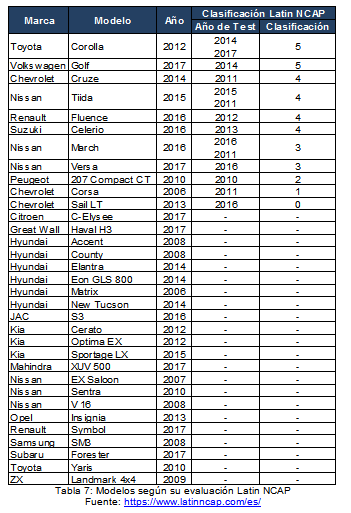 Marca Modelo Año Clasificación Latin NCAP
Año de Test Clasificación
Toyota Corolla 2012 2014 5
2017
Volkswagen Golf 2017 2014 5
Chevrolet Cruze 2014 2011 4
Nissan Tiida 2015 2015 4
2011
Renault Fluence 2016 2012 4
Suzuki Celerio 2016 2013 4
Nissan March 2016 2016 3
2011
Nissan Versa 2017 2016 3
Peugeot 207 Compact CT 2010 2010 2
Chevrolet Corsa 2006 2011 1
Chevrolet Sail LT 2013 2016 0
Citroen C-Elysee 2017 - -
Great Wall Haval H3 2017 - -
Hyundai Accent 2008 - -
Hyundai County 2008 - -
Hyundai Elantra 2014 - -
Hyundai Eon GLS 800 2014 - -
Hyundai Matrix 2006 - -
Hyundai New Tucson 2014 - -
JAC S3 2016 - -
Kia Cerato 2012 - -
Kia Optima EX 2012 - -
Kia Sportage LX 2015 - -
Mahindra XUV 500 2017 - -
Nissan EX Saloon 2007 - -
Nissan Sentra 2010 - -
Nissan V 16 2008 - -
Opel Insignia 2013 - -
Renault Symbol 2017 - -
Samsung SM3 2008 - -
Subaru Forester 2017 - -
Toyota Yaris 2010 - -
ZX Landmark 4x4 2009 - -
Tabla 7: Modelos según su evaluación Latin NCAP
Fuente: https://www.latinncap.com/es/